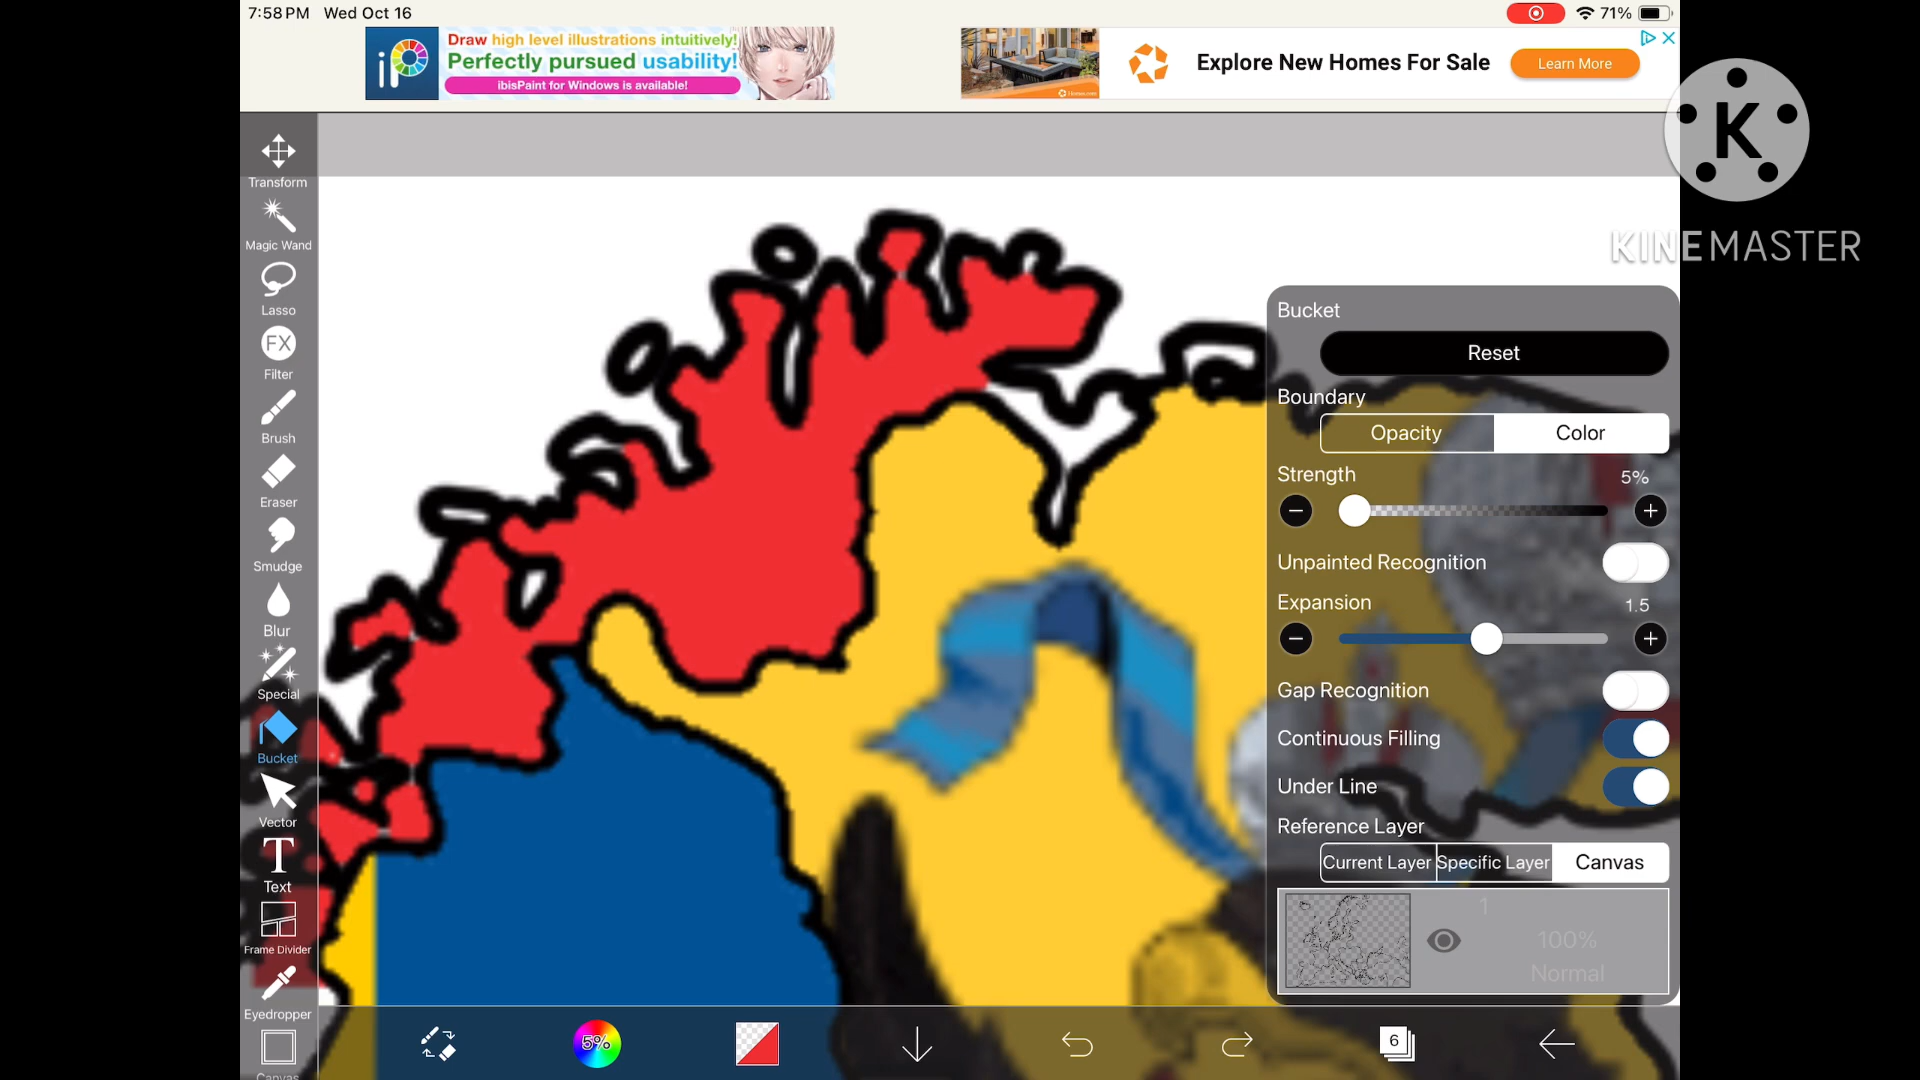 7:58 PM Wed Oct 16
71%
Draw high level illustrations intuitively!
Perfectly pursued usability!
ibisPaint for Windows is available!
Explore New Homes For Sale
Learn More
K
KINEMASTER
Transform
Magic Wand
Lasso
FX
Filter
Brush
Eraser
Smudge
Blur
Special
Bucket
Vector
T
Text
Frame Divider
Eyedropper
Canvas
Bucket
Reset
Boundary
Opacity
Color
Strength
5%
Unpainted Recognition
Expansion
1.5
Gap Recognition
Continuous Filling
Under Line
Reference Layer
Current Layer
Specific Layer
Canvas
1
100%
Normal
5%
6